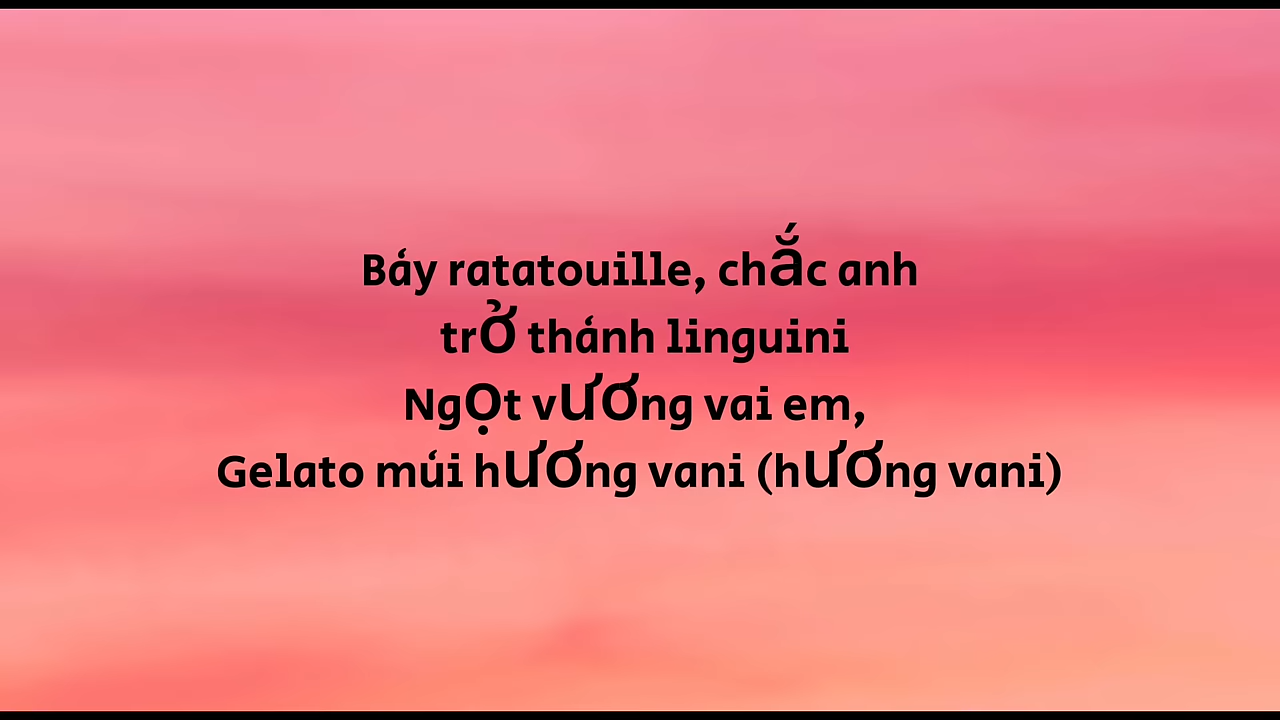 Báy ratatouille, chắc anh
trở thánh linguini
Ngọt vương vai em,
Gelato múi hương vani (hương vani)